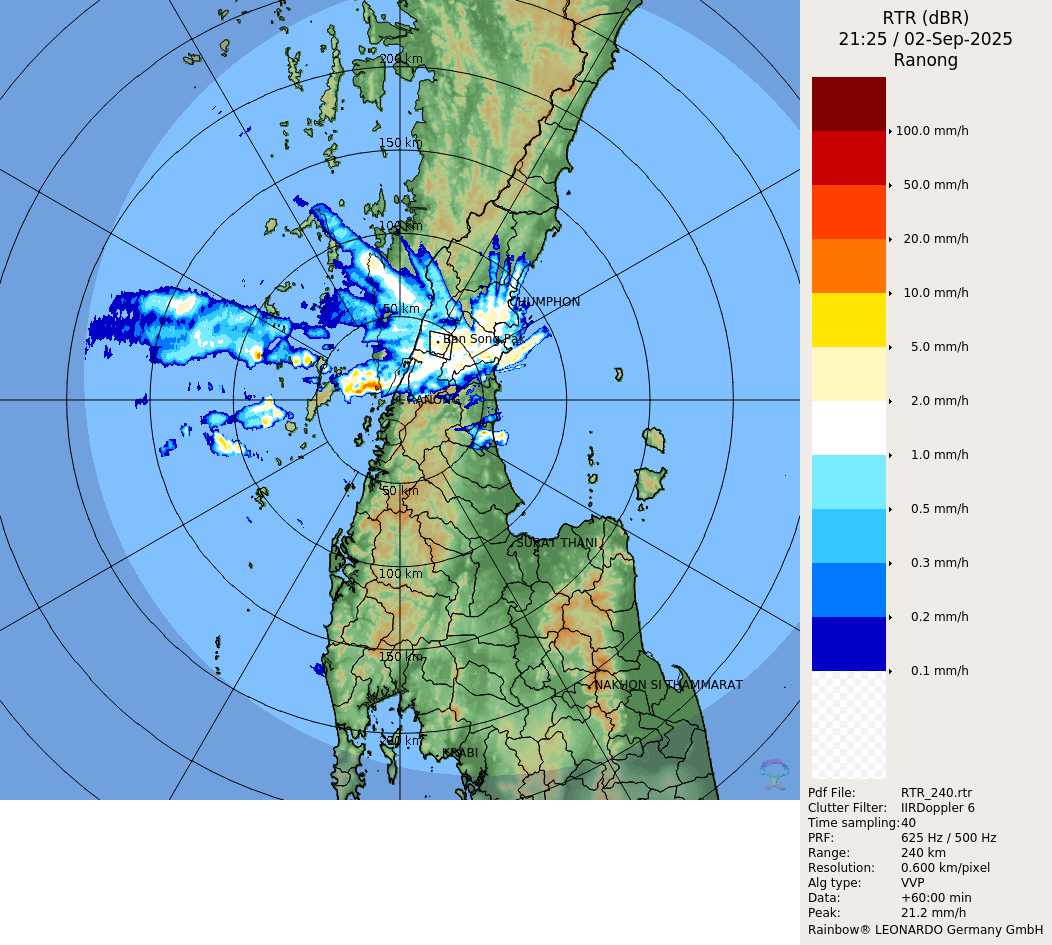 RTR (dBR)
21:25 / 02-Sep-2025
Ranong
200 km
150 km
100 km
50 km
CHUMPHON
Ban Song Pak
RANONG
50 km
SURAT THANI
100 km
150 km
NAKHON SI THAMMARAT
200 km
KRABI
100.0 mm/h
50.0 mm/h
20.0 mm/h
10.0 mm/h
5.0 mm/h
2.0 mm/h
1.0 mm/h
0.5 mm/h
0.3 mm/h
0.2 mm/h
0.1 mm/h
Pdf File: RTR_240.rtr
Clutter Filter: IIRDoppler 6
Time sampling:40
PRF: 625 Hz / 500 Hz
Range: 240 km
Resolution: 0.600 km/pixel
Alg type: VVP
Data: +60:00 min
Peak: 21.2 mm/h
Rainbow® LEONARDO Germany GmbH